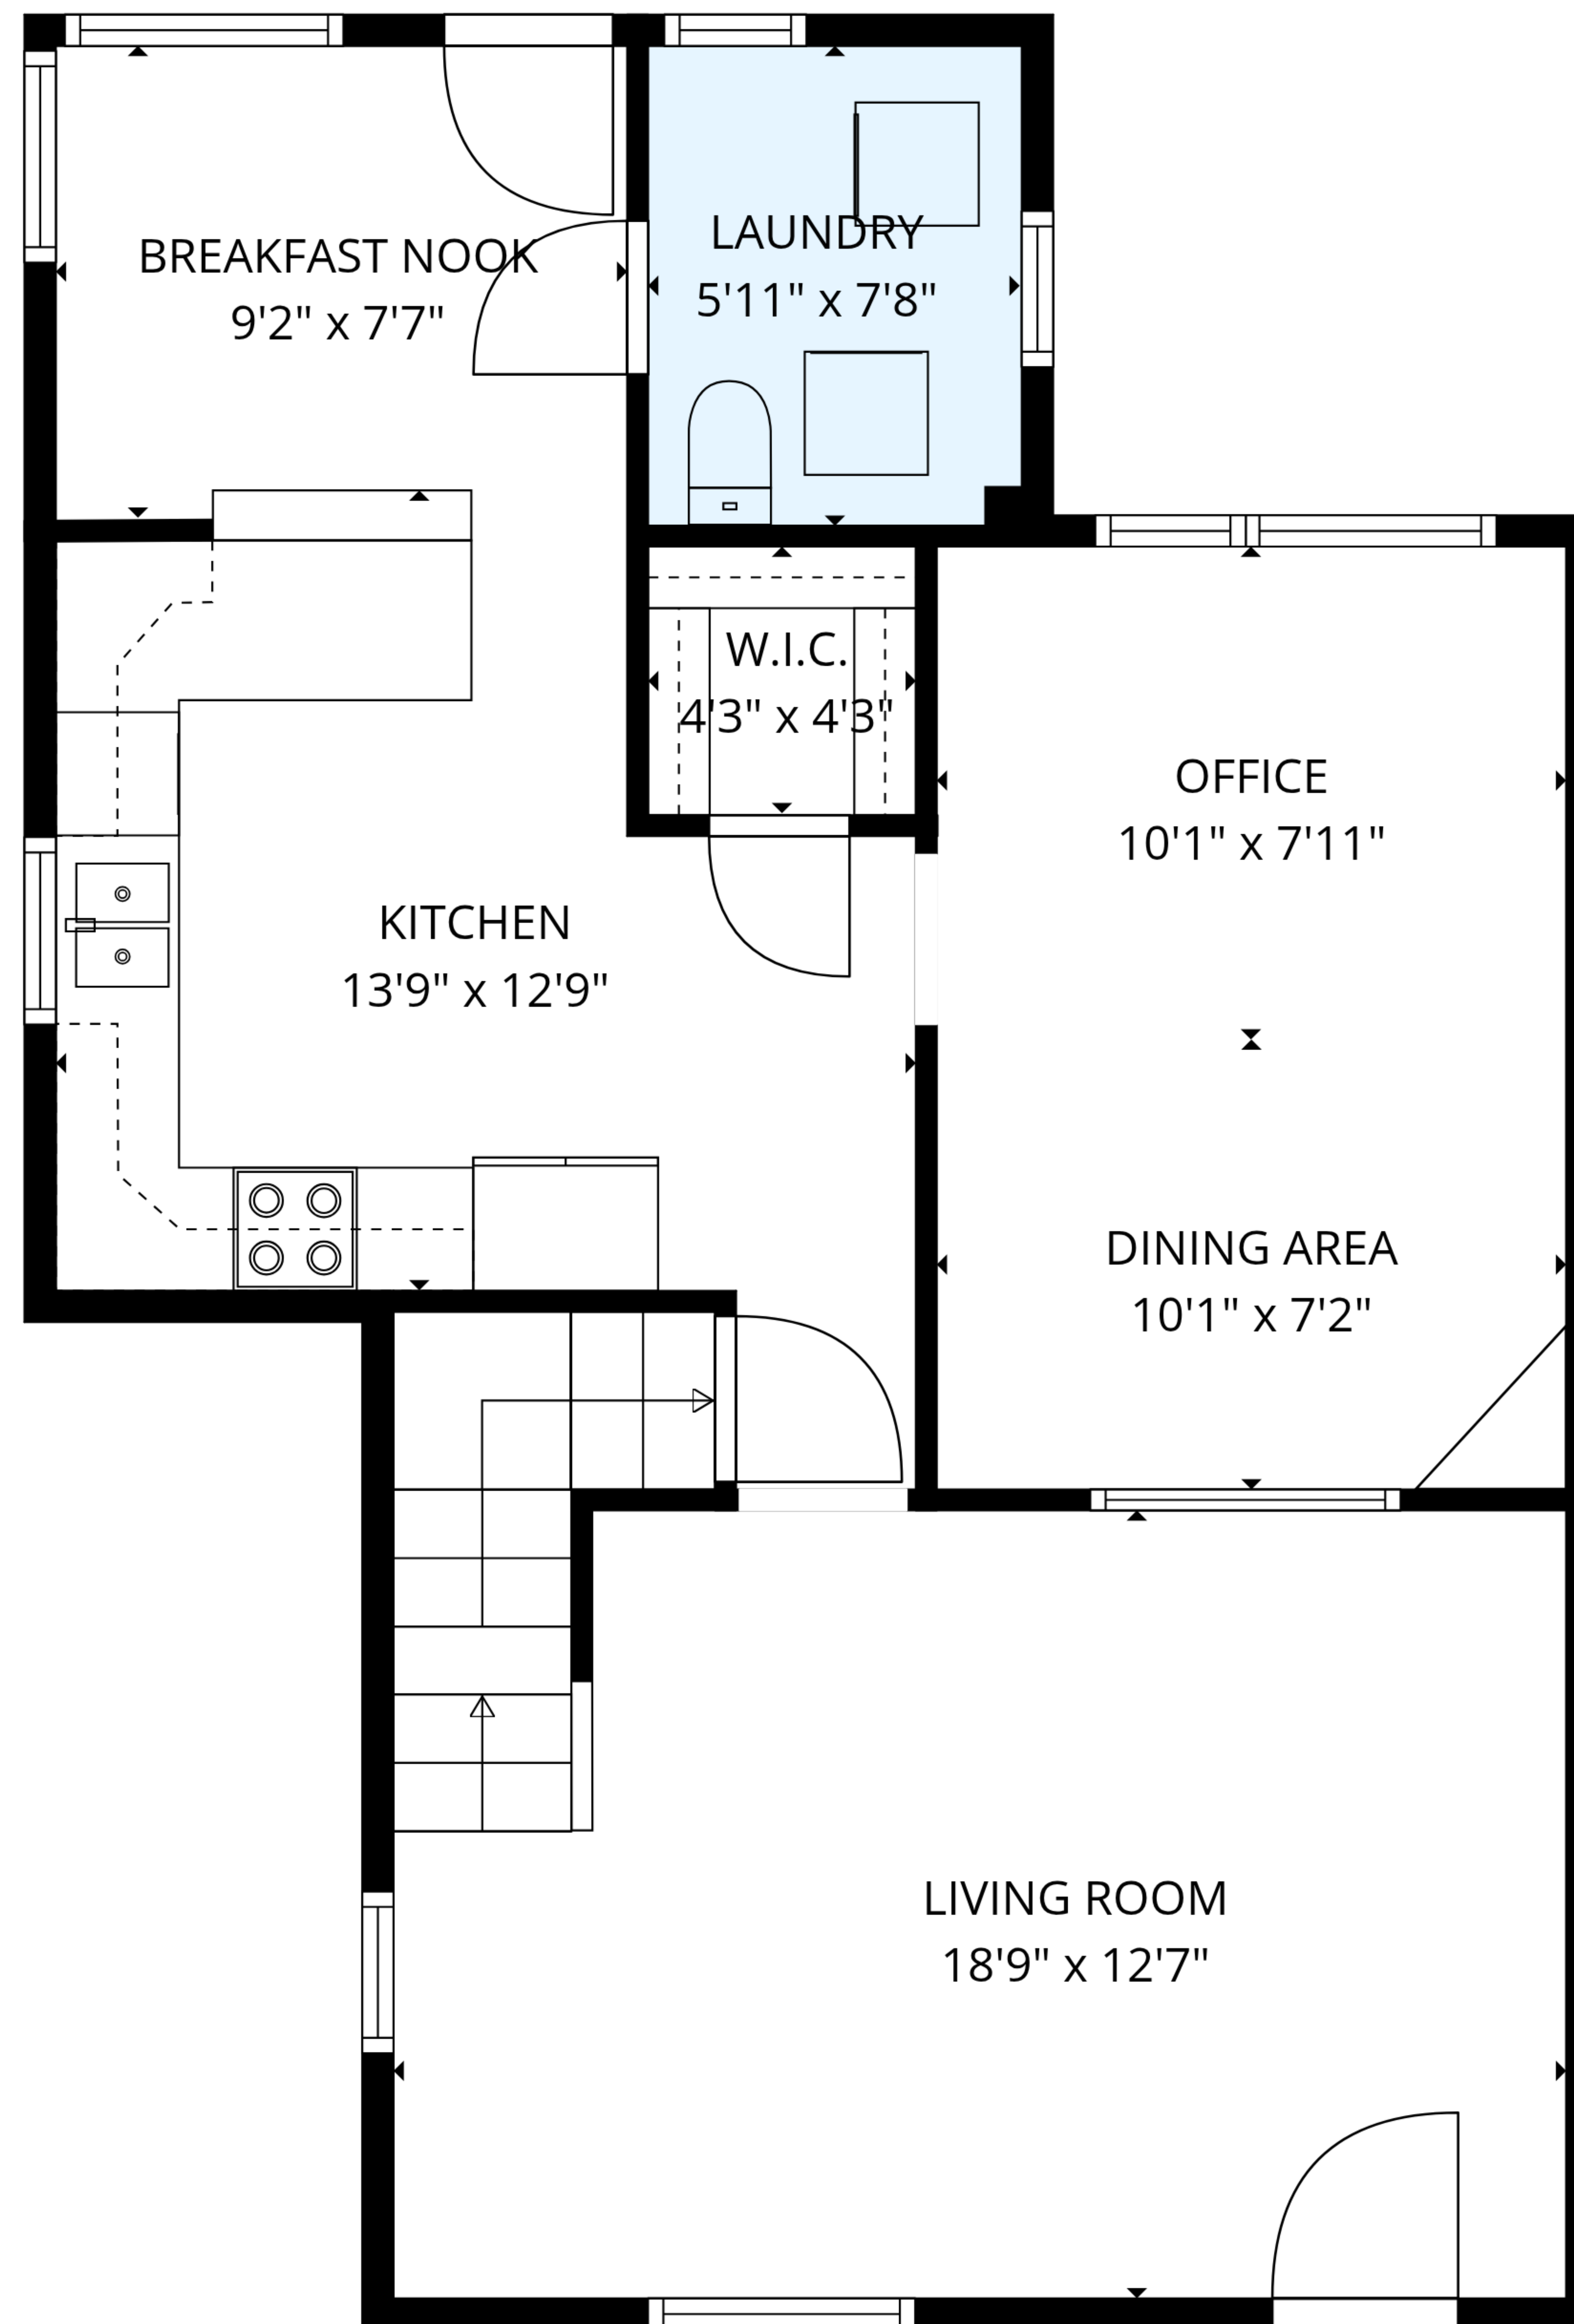 LAUNDRY
5'11" x 7'8"
BREAKFAST NOOK
9'2" x 7'7"
W.I.C.
4'3" x 4'3"
OFFICE
10'1" x 7'11"
KITCHEN
13'9" x 12'9"
DINING AREA
10'1" x 7'2"
LIVING ROOM
18'9" x 12'7"